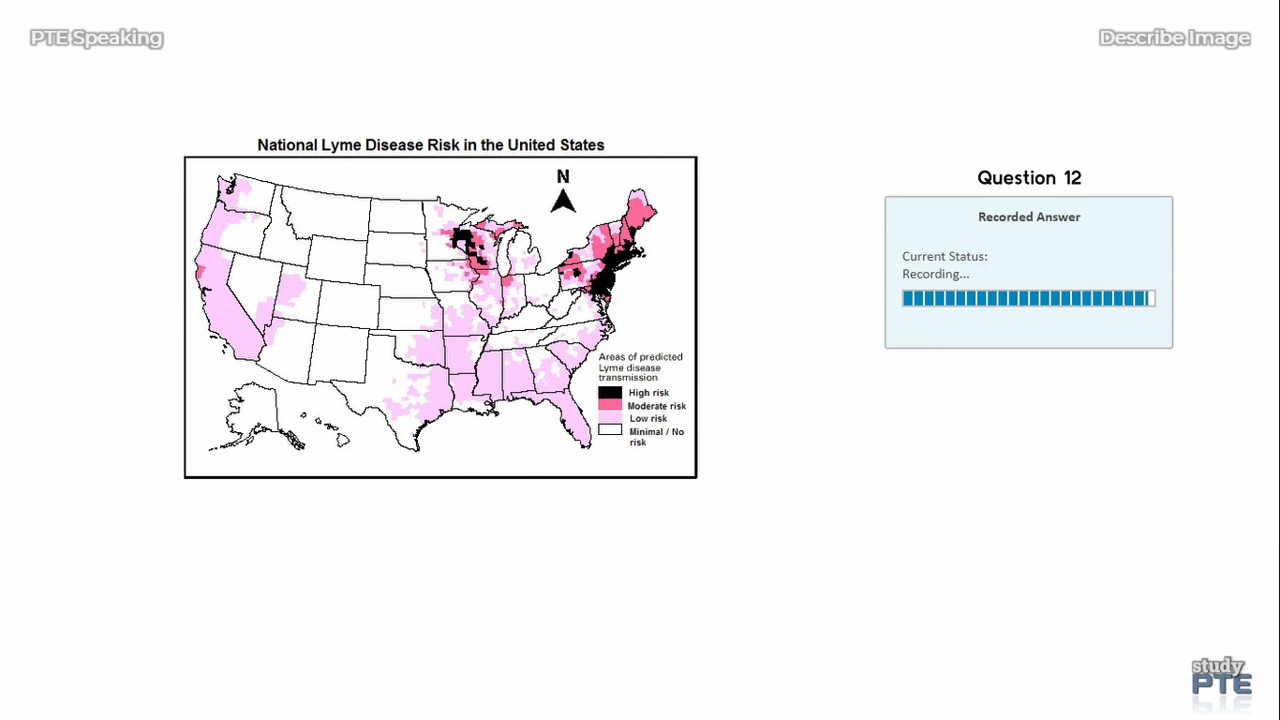 PTE Speaking
Describe Image
National Lyme Disease Risk in the United States
N
Areas of predicted
Lyme disease
transmission
High risk
Moderate risk
Low risk
Minimal / No
risk
Question 12
Recorded Answer
Current Status:
Recording...
study
PTE